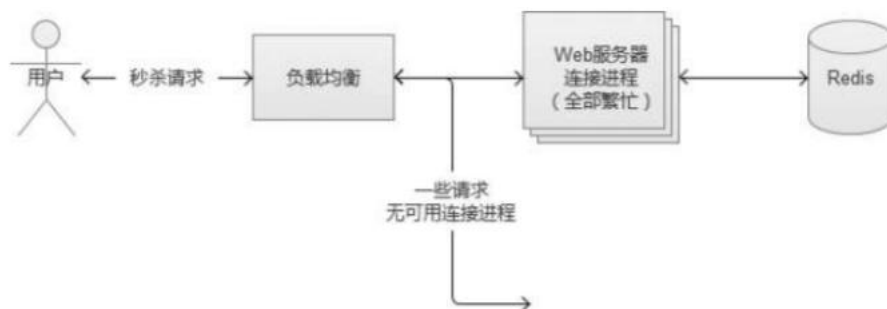 用户
秒杀请求
负载均衡
Web服务器
连接进程
（全部繁忙）
Redis
一些请求
无可用连接进程